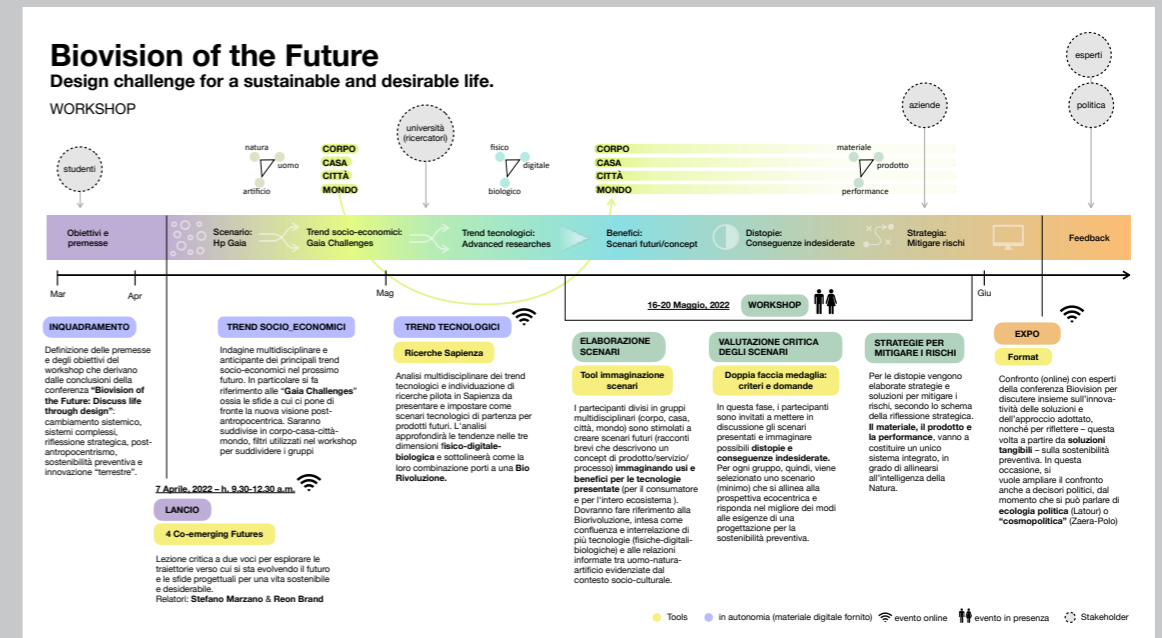 Biovision of the Future
Design challenge for a sustainable and desirable life.
WORKSHOP
studenti
natura
uomo
artificio
CORPO
CASA
CITTÀ
MONDO
università
(ricercatori)
fisico
digitale
biologico
CORPO
CASA
CITTÀ
MONDO
materiale
prodotto
performance
aziende
esperti
politica
Obiettivi e
premesse
Scenario:
Hp Gaia
Trend socio-economici:
Gaia Challenges
Trend tecnologici:
Advanced researches
Benefici:
Scenari futuri/concept
Distopie:
Conseguenze indesiderate
Strategia:
Mitigare rischi
Feedback
Mar
Apr
Mag
Giu
16-20 Maggio, 2022
WORKSHOP
INQUADRAMENTO
Definizione delle premesse
e degli obiettivi del
workshop che derivano
dalle conclusioni della
conferenza “Biovision of
the Future: Discuss life
through design”:
cambiamento sistemico,
sistemi complessi,
riflessione strategica, post-
antropocentrismo,
sostenibilità preventiva e
innovazione “terrestre”.
7 Aprile, 2022 – h. 9.30-12.30 a.m.
LANCIO
4 Co-emerging Futures
Lezione critica a due voci per esplorare le
traiettorie verso cui si sta evolvendo il futuro
e le sfide progettuali per una vita sostenibile
e desiderabile.
Relatori: Stefano Marzano & Reon Brand
TREND SOCIO_ECONOMICI
Indagine multidisciplinare e
anticipante dei principali trend
socio-economici nel prossimo
futuro. In particolare si fa
riferimento alle “Gaia Challenges”
ossia le sfide a cui ci pone di
fronte la nuova visione post-
antropocentrica. Saranno
suddivise in corpo-casa-città-
mondo, filtri utilizzati nel workshop
per suddividere i gruppi
TREND TECNOLOGICI
Ricerche Sapienza
Analisi multidisciplinare dei trend
tecnologici e individuazione di
ricerche pilota in Sapienza da
presentare e impostare come
scenari tecnologici di partenza per
prodotti futuri. L'analisi
approfondirà le tendenze nelle tre
dimensioni fisico-digitale-
biologica e sottolineerà come la
loro combinazione porti a una Bio
Rivoluzione.
ELABORAZIONE
SCENARI
Tool immaginazione
scenari
I partecipanti divisi in gruppi
multidisciplinari (corpo, casa,
città, mondo) sono stimolati a
creare scenari futuri (racconti
brevi che descrivono un
concept di prodotto/servizio/
processo) immaginando usi e
benefici per le tecnologie
presentate (per il consumatore
e per l'intero ecosistema ).
Dovranno fare riferimento alla
Biorivoluzione, intesa come
confluenza e interrelazione di
più tecnologie (fisiche-digitali-
biologiche) e alle relazioni
informate tra uomo-natura-
artificio evidenziate dal
contesto socio-culturale.
VALUTAZIONE CRITICA
DEGLI SCENARI
Doppia faccia medaglia:
criteri e domande
In questa fase, i partecipanti
sono invitati a mettere in
discussione gli scenari
presentati e immaginare
possibili distopie e
conseguenze indesiderate.
Per ogni gruppo, quindi, viene
selezionato uno scenario
(minimo) che si allinea alla
prospettiva ecocentrica e
risponda nel migliore dei modi
alle esigenze di una
progettazione per la
sostenibilità preventiva.
STRATEGIE PER
MITIGARE I RISCHI
Per le distopie vengono
elaborate strategie e
soluzioni per mitigare i
rischi, secondo lo schema
della riflessione strategica.
Il materiale, il prodotto e
la performance, vanno a
costituire un unico
sistema integrato, in
grado di allinearsi
all'intelligenza della
Natura.
EXPO
Format
Confronto (online) con esperti
della conferenza Biovision per
discutere insieme sull'innova-
tività delle soluzioni e
dell'approccio adottato,
nonché per riflettere – questa
volta a partire da soluzioni
tangibili – sulla sostenibilità
preventiva. In questa
occasione, si
vuole ampliare il confronto
anche a decisori politici, dal
momento che si può parlare di
ecologia politica (Latour) o
“cosmopolitica” (Zaera-Polo)
Tools
in autonomia (materiale digitale fornito)
evento online
evento in presenza
Stakeholder